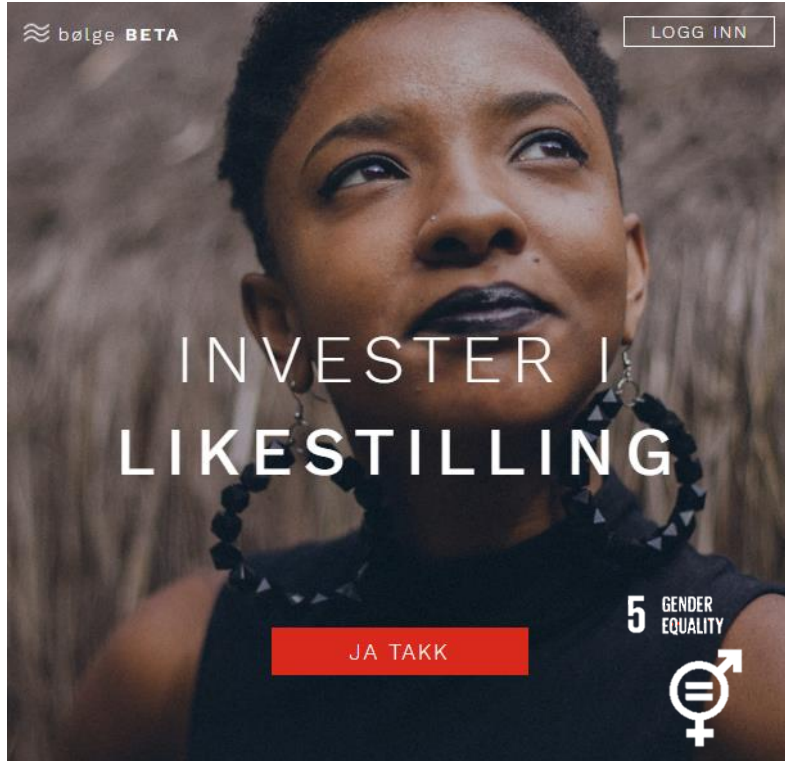 bølge BETA
LOGG INN
INVESTER I
LIKESTILLING
JA TAKK
5 GENDER
EQUALITY